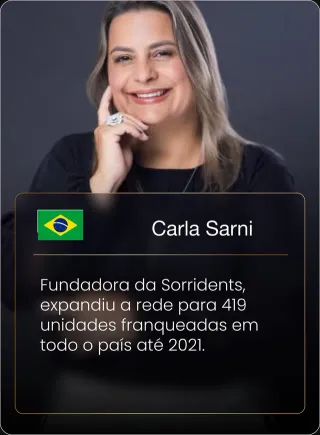 Carla Sarni
Fundadora da Sorridents,
expandiu a rede para 419
unidades franqueadas em
todo o país até 2021.